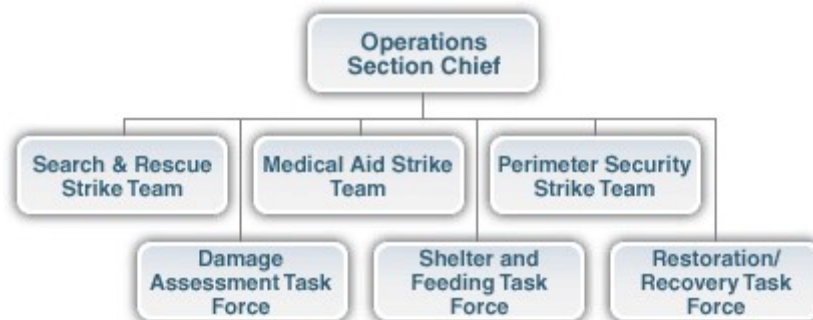 Operations
Section Chief
Search & Rescue
Strike Team
Medical Aid Strike
Team
Perimeter Security
Strike Team
Damage
Assessment Task
Force
Shelter and
Feeding Task
Force
Restoration/
Recovery Task
Force